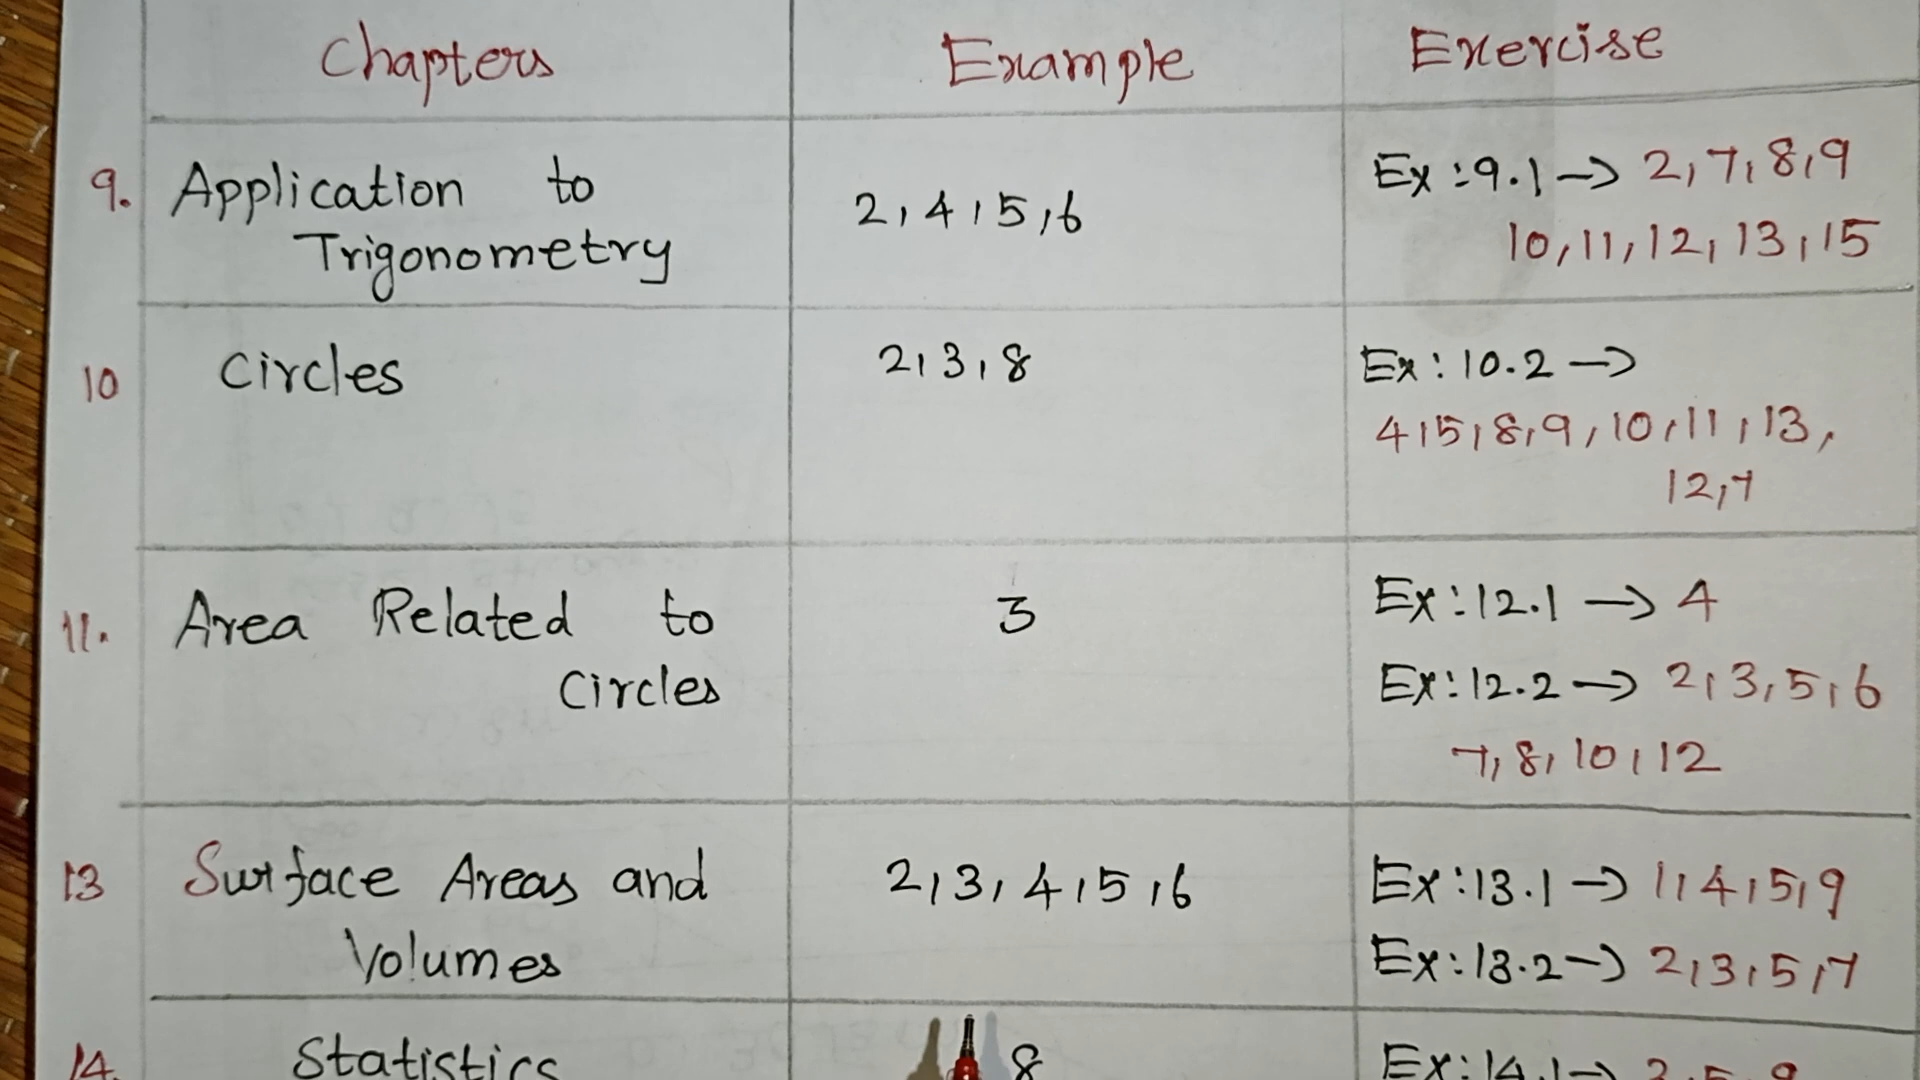 Chapters Example Exercise
9. Application to Trigonometry 2,4,5,6 Ex:9.1→ 2,7,8,9
10,11,12,13,15
10 Circles 2,3,8 Ex:10.2→
4,5,8,9,10,11,13,
12,7
11. Area Related to Circles 3 Ex:12.1→4
Ex:12.2→ 2,3,5,6
7,8,10,12
13 Surface Areas and Volumes 2,3,4,5,6 Ex:13.1→ 1,4,5,9
Ex:13.2→ 2,3,5,7
14. Statistics 8 Ex:14.1→